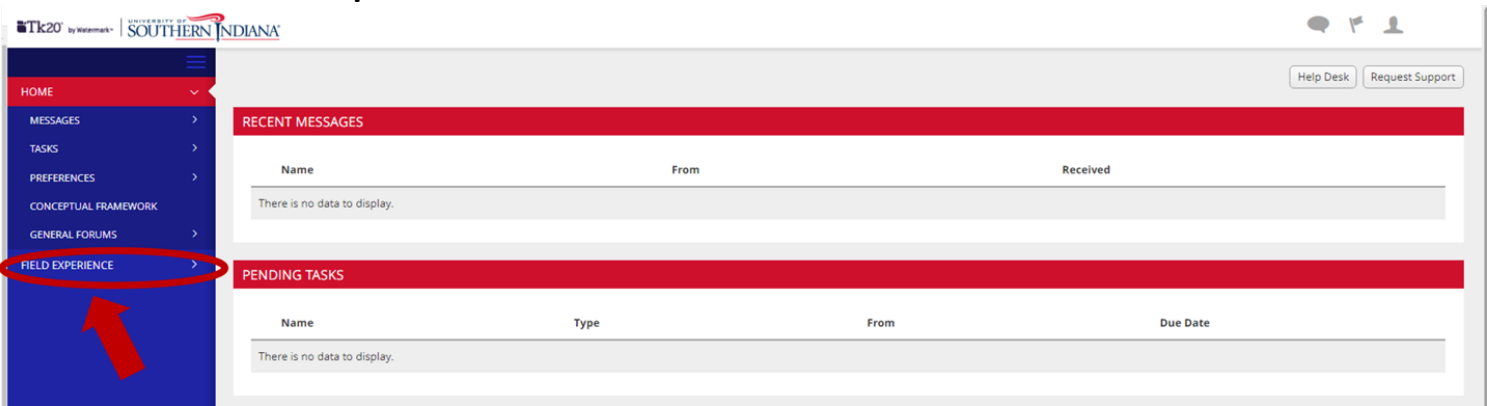 Tk20 by Watermark™ UNIVERSITY OF SOUTHERN INDIANA
Help Desk Request Support
HOME
MESSAGES
TASKS
PREFERENCES
CONCEPTUAL FRAMEWORK
GENERAL FORUMS
FIELD EXPERIENCE
RECENT MESSAGES
Name From Received
There is no data to display.
PENDING TASKS
Name Type From Due Date
There is no data to display.